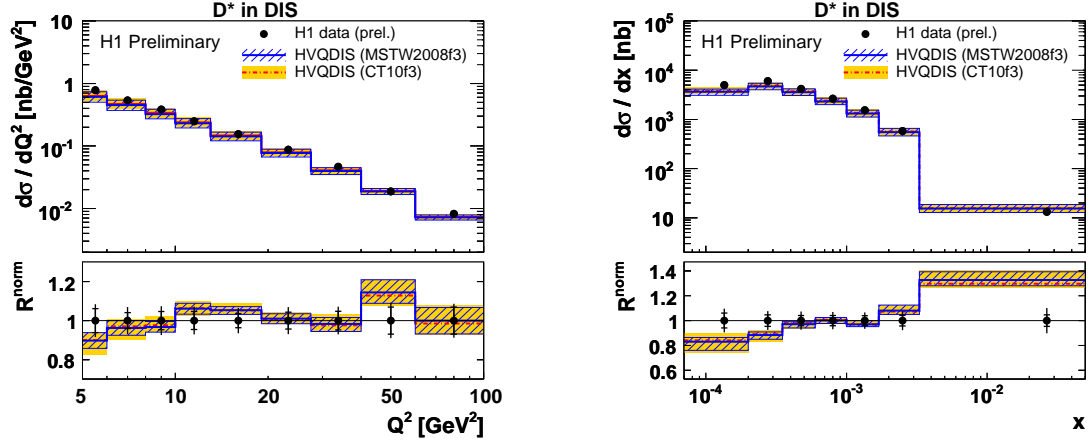 D* in DIS
H1 Preliminary
H1 data (prel.)
HVQDIS (MSTW2008f3)
HVQDIS (CT10f3)
dσ / dQ² [nb/GeV²]
10
1
10⁻¹
10⁻²
R^norm
1.2
1
0.8
5 10 20 50 100
Q² [GeV²]
D* in DIS
H1 Preliminary
H1 data (prel.)
HVQDIS (MSTW2008f3)
HVQDIS (CT10f3)
dσ / dx [nb]
10⁵
10⁴
10³
10²
10
R^norm
1.4
1.2
1
0.8
0.6
10⁻⁴ 10⁻³ 10⁻²
x